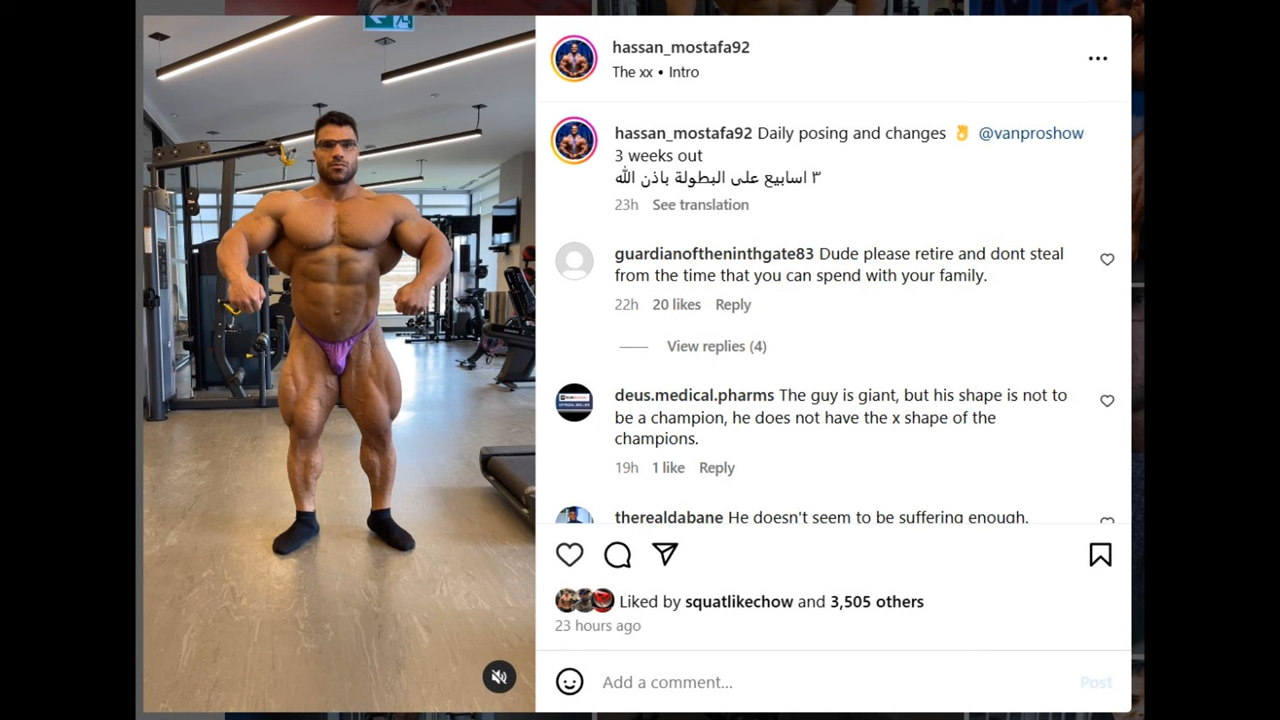 hassan_mostafa92
The xx • Intro
hassan_mostafa92 Daily posing and changes 👌 @vanproshow
3 weeks out
٣ اسابيع على البطولة باذن الله
23h See translation
guardianoftheninthgate83 Dude please retire and dont steal
from the time that you can spend with your family.
22h 20 likes Reply
View replies (4)
deus.medical.pharms The guy is giant, but his shape is not to
be a champion, he does not have the x shape of the
champions.
19h 1 like Reply
therealdabane He doesn't seem to be suffering enough.
Liked by squatlikechow and 3,505 others
23 hours ago
Add a comment...
Post